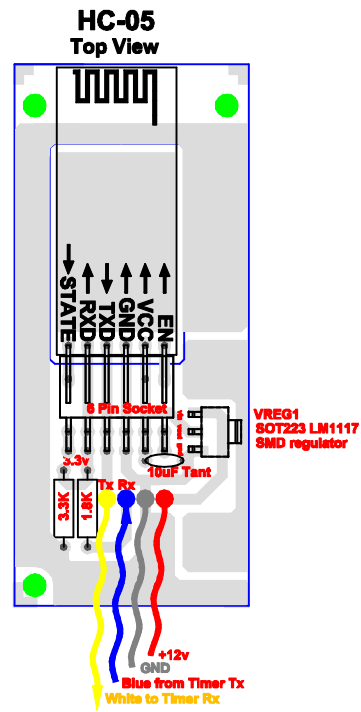 HC-05
Top View
STATE
RXD
TXD
GND
VCC
EN
6 Pin Socket
VREG1
SOT223 LM1117
SMD regulator
3.3v
10uF Tant
3.3K
1.8K
Tx Rx
+12v
GND
Blue from Timer Tx
White to Timer Rx